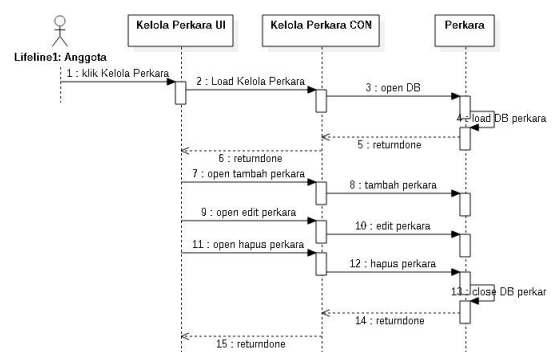 Kelola Perkara UI
Kelola Perkara CON
Perkara
Lifeline1: Anggota
1 : klik Kelola Perkara
2 : Load Kelola Perkara
3 : open DB
4 : load DB perkara
5 : returndone
6 : returndone
7 : open tambah perkara
8 : tambah perkara
9 : open edit perkara
10 : edit perkara
11 : open hapus perkara
12 : hapus perkara
13 : close DB perkar
14 : returndone
15 : returndone